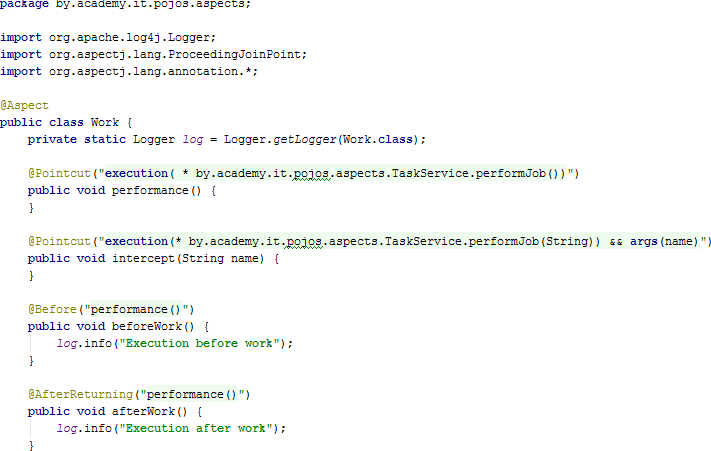 package by.academy.it.pojos.aspects;
import org.apache.log4j.Logger;
import org.aspectj.lang.ProceedingJoinPoint;
import org.aspectj.lang.annotation.*;
@Aspect
public class Work {
private static Logger log = Logger.getLogger(Work.class);
@Pointcut("execution( * by.academy.it.pojos.aspects.TaskService.performJob())")
public void performance() {
}
@Pointcut("execution(* by.academy.it.pojos.aspects.TaskService.performJob(String)) && args(name)")
public void intercept(String name) {
}
@Before("performance()")
public void beforeWork() {
log.info("Execution before work");
}
@AfterReturning("performance()")
public void afterWork() {
log.info("Execution after work");
}